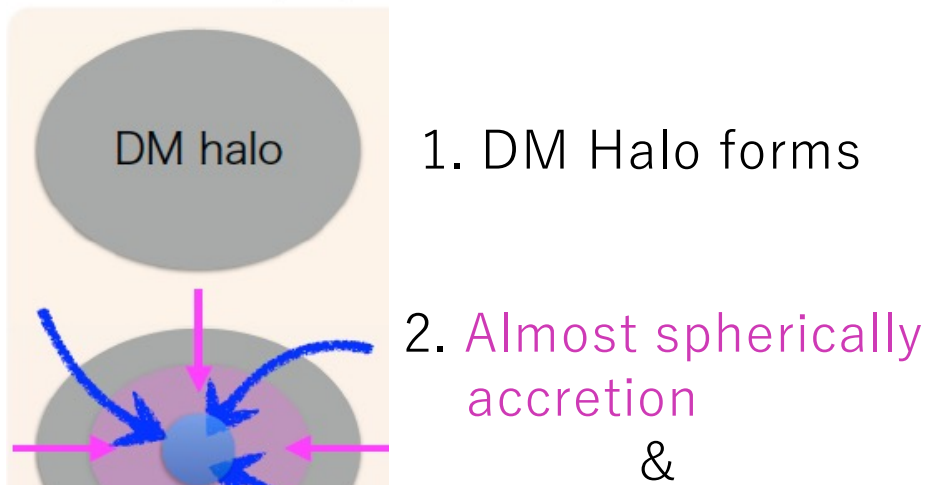 DM halo
1. DM Halo forms
2. Almost spherically
accretion
&